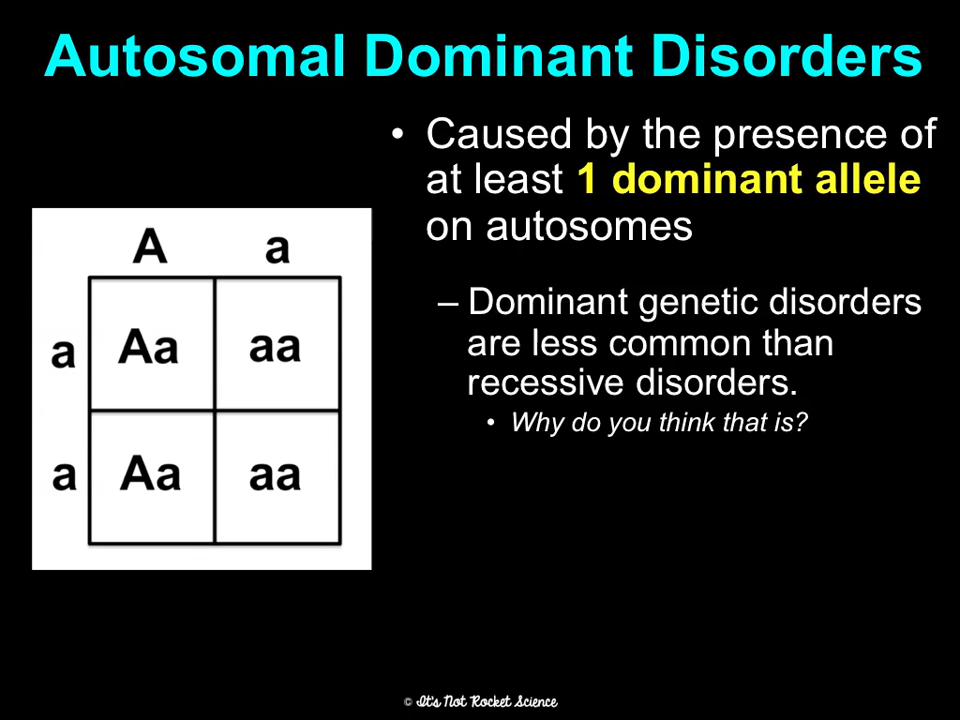 Autosomal Dominant Disorders
• Caused by the presence of
at least 1 dominant allele
on autosomes
– Dominant genetic disorders
are less common than
recessive disorders.
• Why do you think that is?
A a
a Aa aa
a Aa aa
© It's Not Rocket Science